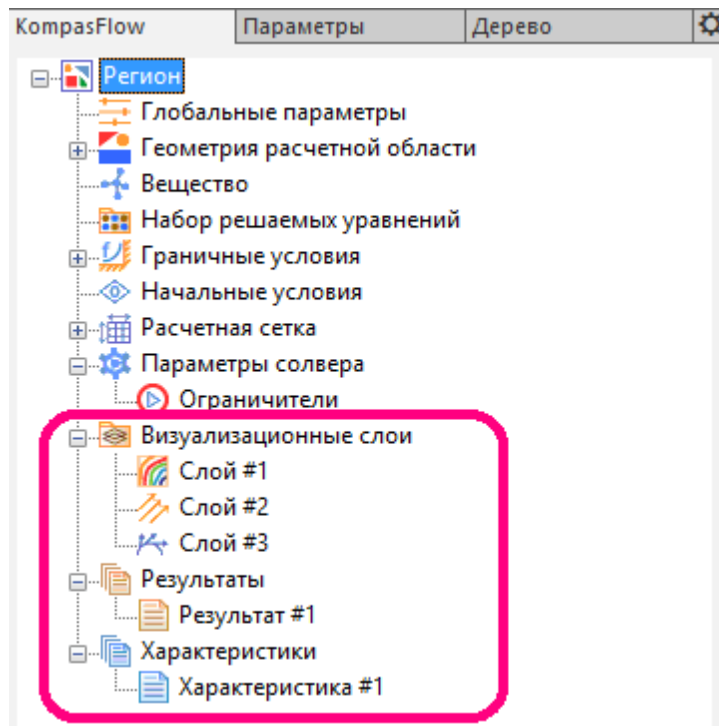 KompasFlow Параметры Дерево
Регион
Глобальные параметры
Геометрия расчетной области
Вещество
Набор решаемых уравнений
Граничные условия
Начальные условия
Расчетная сетка
Параметры солвера
Ограничители
Визуализационные слои
Слой #1
Слой #2
Слой #3
Результаты
Результат #1
Характеристики
Характеристика #1